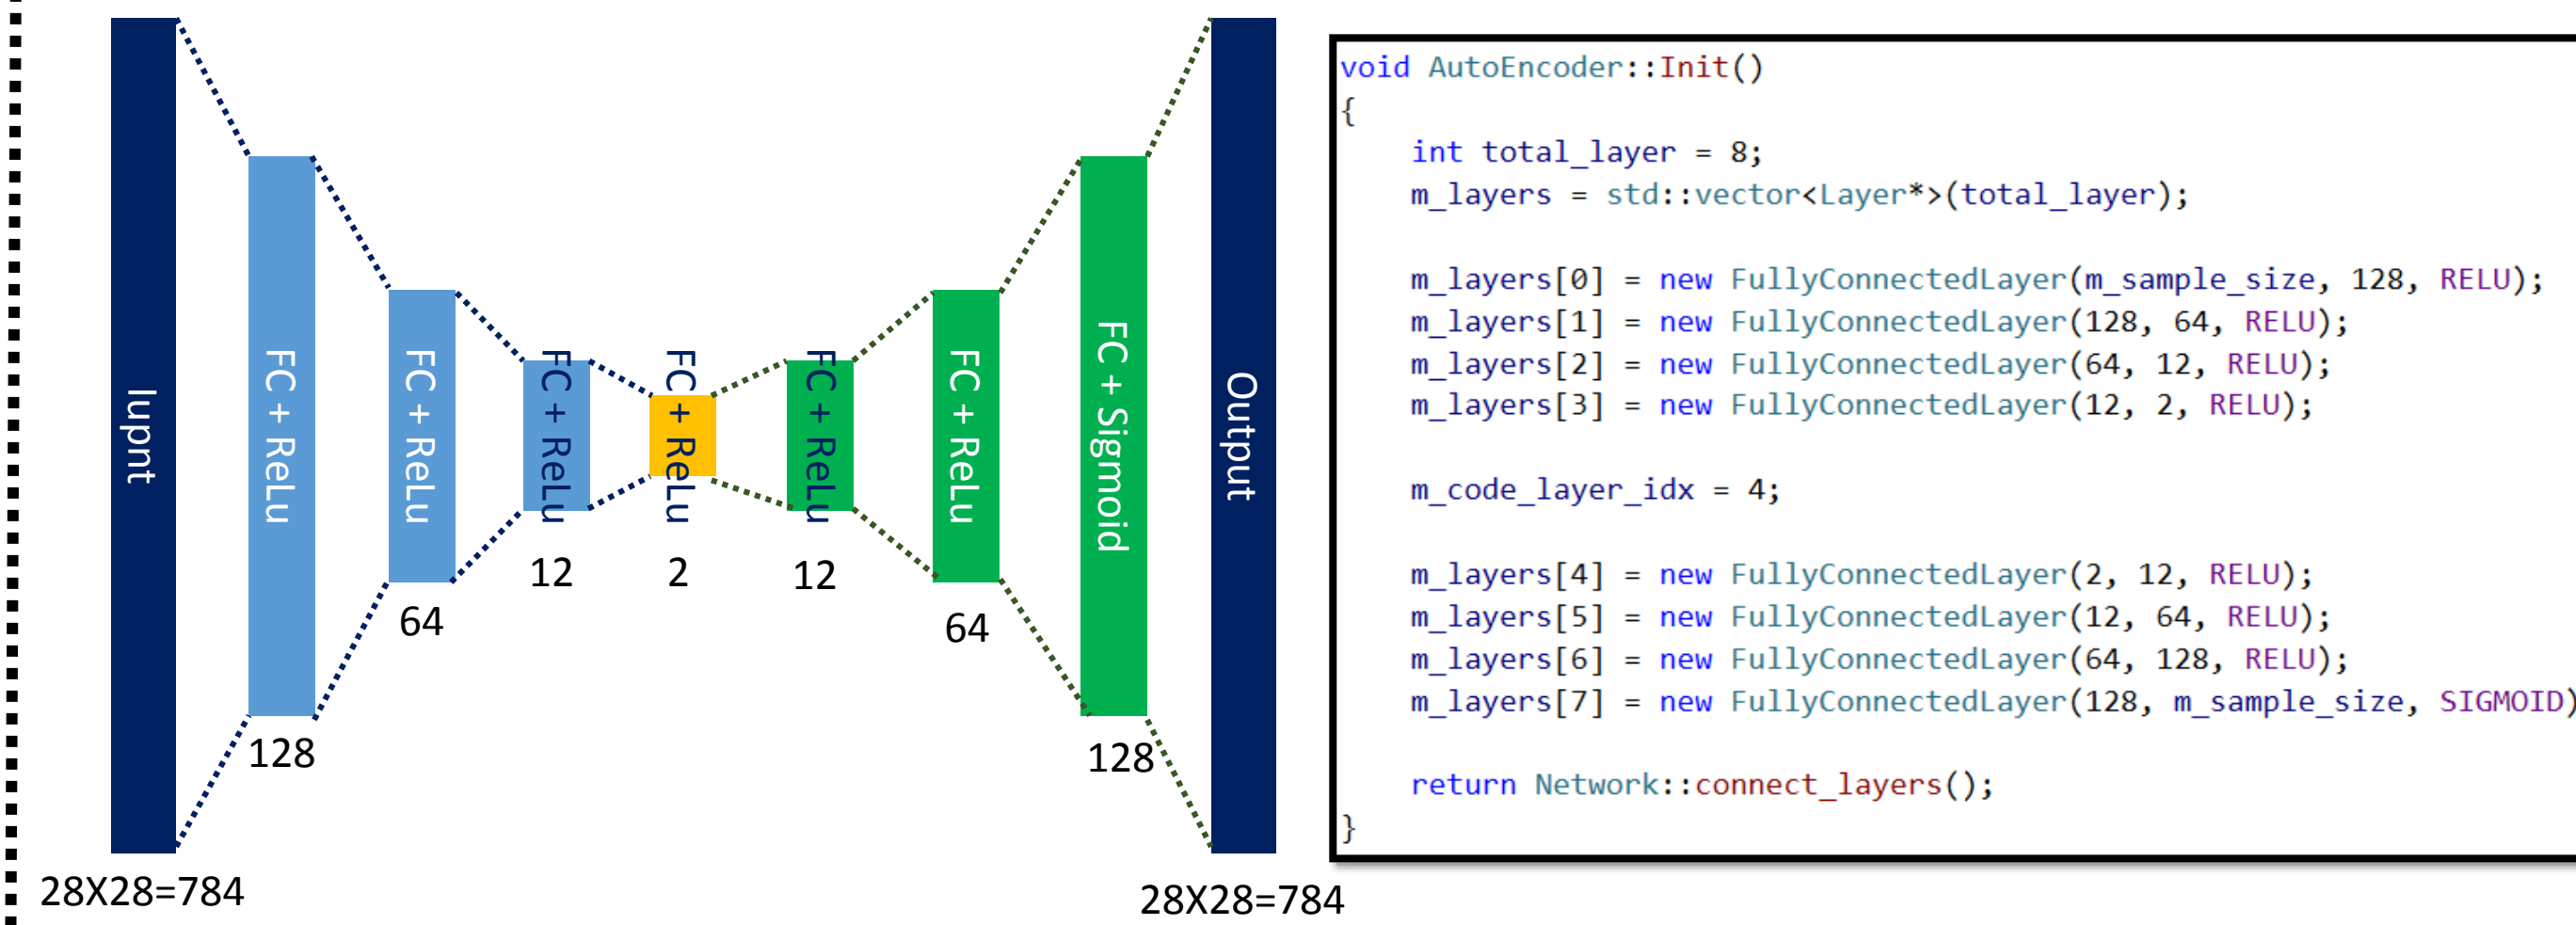 Iupnt
28X28=784
FC + ReLu
128
FC + ReLu
64
FC + ReLu
12
FC + ReLu
2
FC + ReLu
12
FC + ReLu
64
FC + Sigmoid
128
Output
28X28=784
void AutoEncoder::Init()
{
int total_layer = 8;
m_layers = std::vector<Layer*>(total_layer);
m_layers[0] = new FullyConnectedLayer(m_sample_size, 128, RELU);
m_layers[1] = new FullyConnectedLayer(128, 64, RELU);
m_layers[2] = new FullyConnectedLayer(64, 12, RELU);
m_layers[3] = new FullyConnectedLayer(12, 2, RELU);
m_code_layer_idx = 4;
m_layers[4] = new FullyConnectedLayer(2, 12, RELU);
m_layers[5] = new FullyConnectedLayer(12, 64, RELU);
m_layers[6] = new FullyConnectedLayer(64, 128, RELU);
m_layers[7] = new FullyConnectedLayer(128, m_sample_size, SIGMOID)
return Network::connect_layers();
}